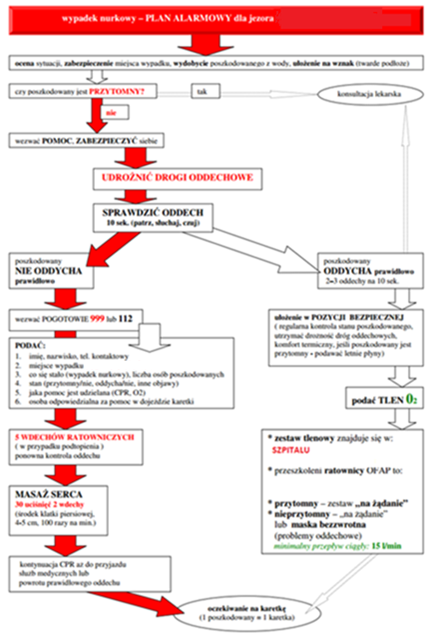 wypadek nurkowy – PLAN ALARMOWY dla jezora
ocena sytuacji, zabezpieczenie miejsca wypadku, wydobycie poszkodowanego z wody, ułożenie na wznak (twarde podłoże)
czy poszkodowany jest PRZYTOMNY?
tak
konsultacja lekarska
nie
wezwać POMOC, ZABEZPIECZYĆ siebie
UDROŻNIĆ DROGI ODDECHOWE
SPRAWDZIĆ ODDECH
10 sek. (patrz, słuchaj, czuj)
poszkodowany
NIE ODDYCHA
prawidłowo
poszkodowany
ODDYCHA prawidłowo
2-3 oddechy na 10 sek.
wezwać POGOTOWIE 999 lub 112
PODAĆ:
1. imię, nazwisko, tel. kontaktowy
2. miejsce wypadku
3. co się stało (wypadek nurkowy), liczba osób poszkodowanych
4. stan (przytomny/nie, oddycha/nie, inne objawy)
5. jaka pomoc jest udzielana (CPR, O2)
6. osoba odpowiedzialna za pomoc w dojeździe karetki
ułożenie w POZYCJI BEZPIECZNEJ
( regularna kontrola stanu poszkodowanego,
utrzymać drożność dróg oddechowych,
komfort termiczny, jeśli poszkodowany jest
przytomny - podawać letnie płyny)
podać TLEN O2
5 WDECHÓW RATOWNICZYCH
( w przypadku podtopienia )
ponowna kontrola oddechu
MASAŻ SERCA
30 uciśnięć 2 wdechy
(środek klatki piersiowej,
4-5 cm, 100 razy na min.)
* zestaw tlenowy znajduje się w:
SZPITALU
* przeszkoleni ratownicy OFAP to:
* przytomny – zestaw „na żądanie”
* nieprzytomny – „na żądanie”
lub maska bezzwrotna
(problemy oddechowe)
minimalny przepływ ciągły: 15 l/min
kontynuacja CPR aż do przyjazdu
służb medycznych lub
powrotu prawidłowego oddechu
oczekiwanie na karetkę
(1 poszkodowany = 1 karetka)